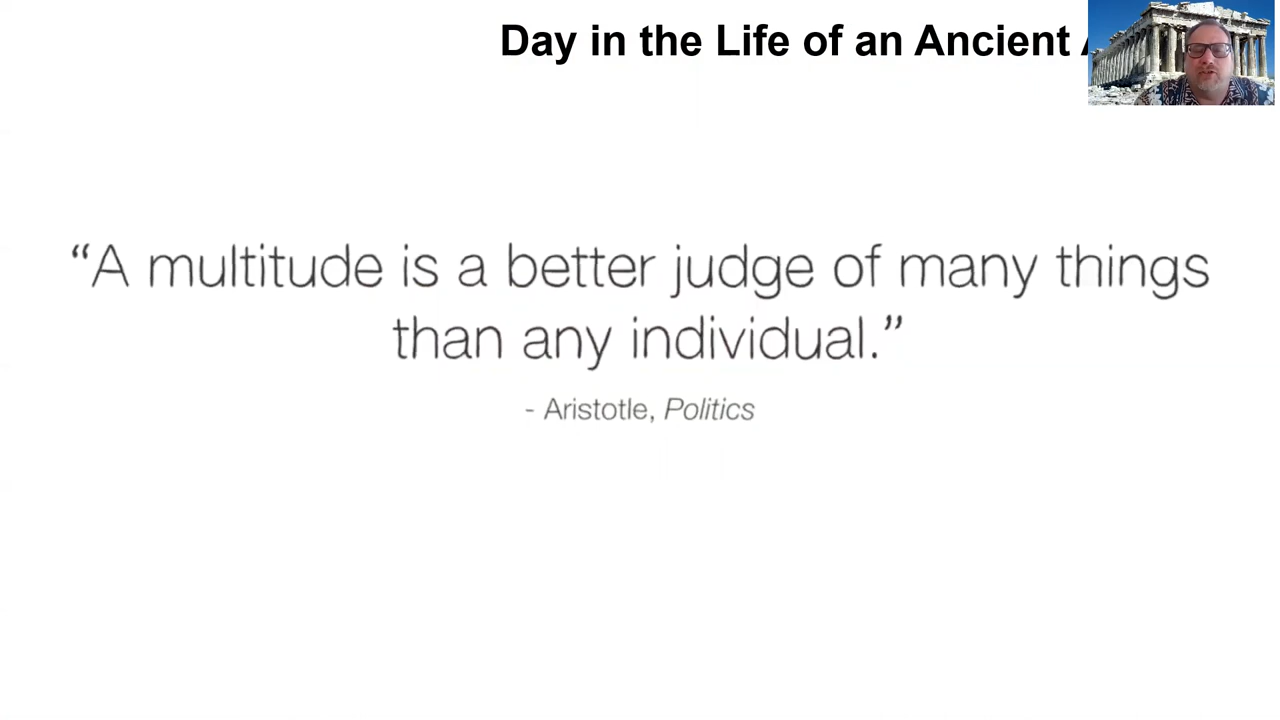 Day in the Life of an Ancient
“A multitude is a better judge of many things
than any individual.”
- Aristotle, Politics